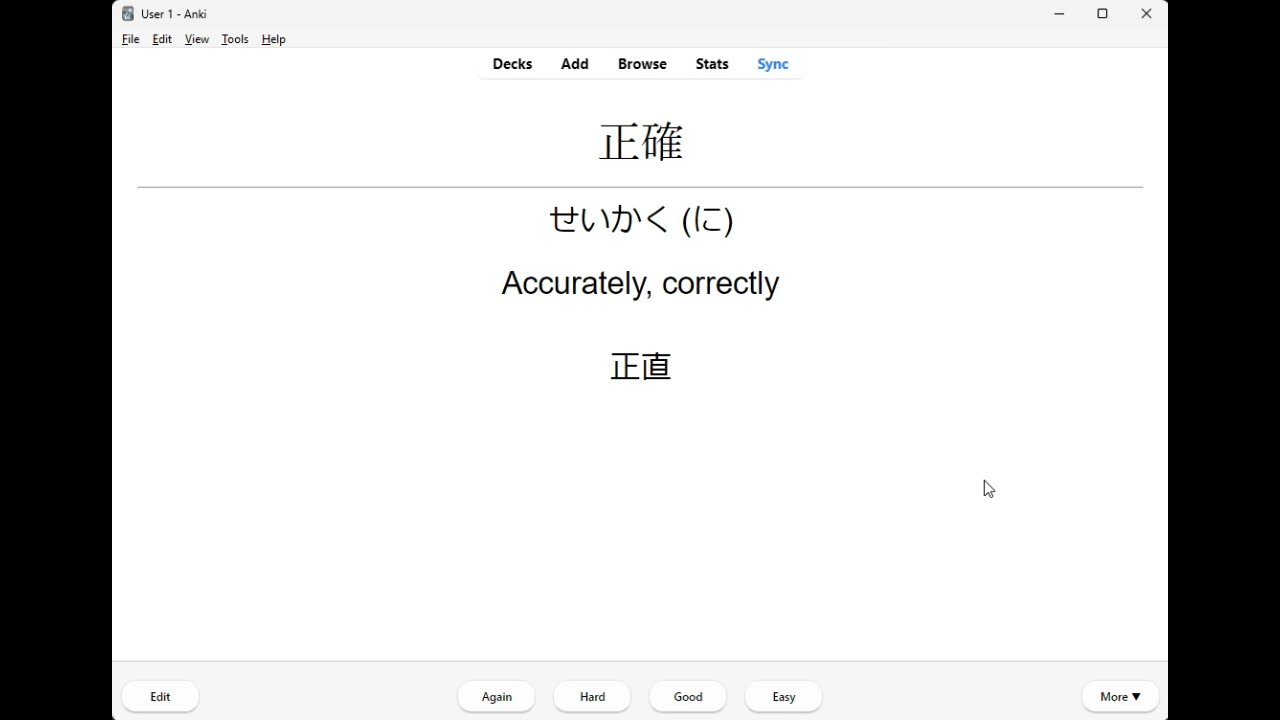 User 1 - Anki
File Edit View Tools Help
Decks Add Browse Stats Sync
正確
せいかく (に)
Accurately, correctly
正直
Edit Again Hard Good Easy More ▼